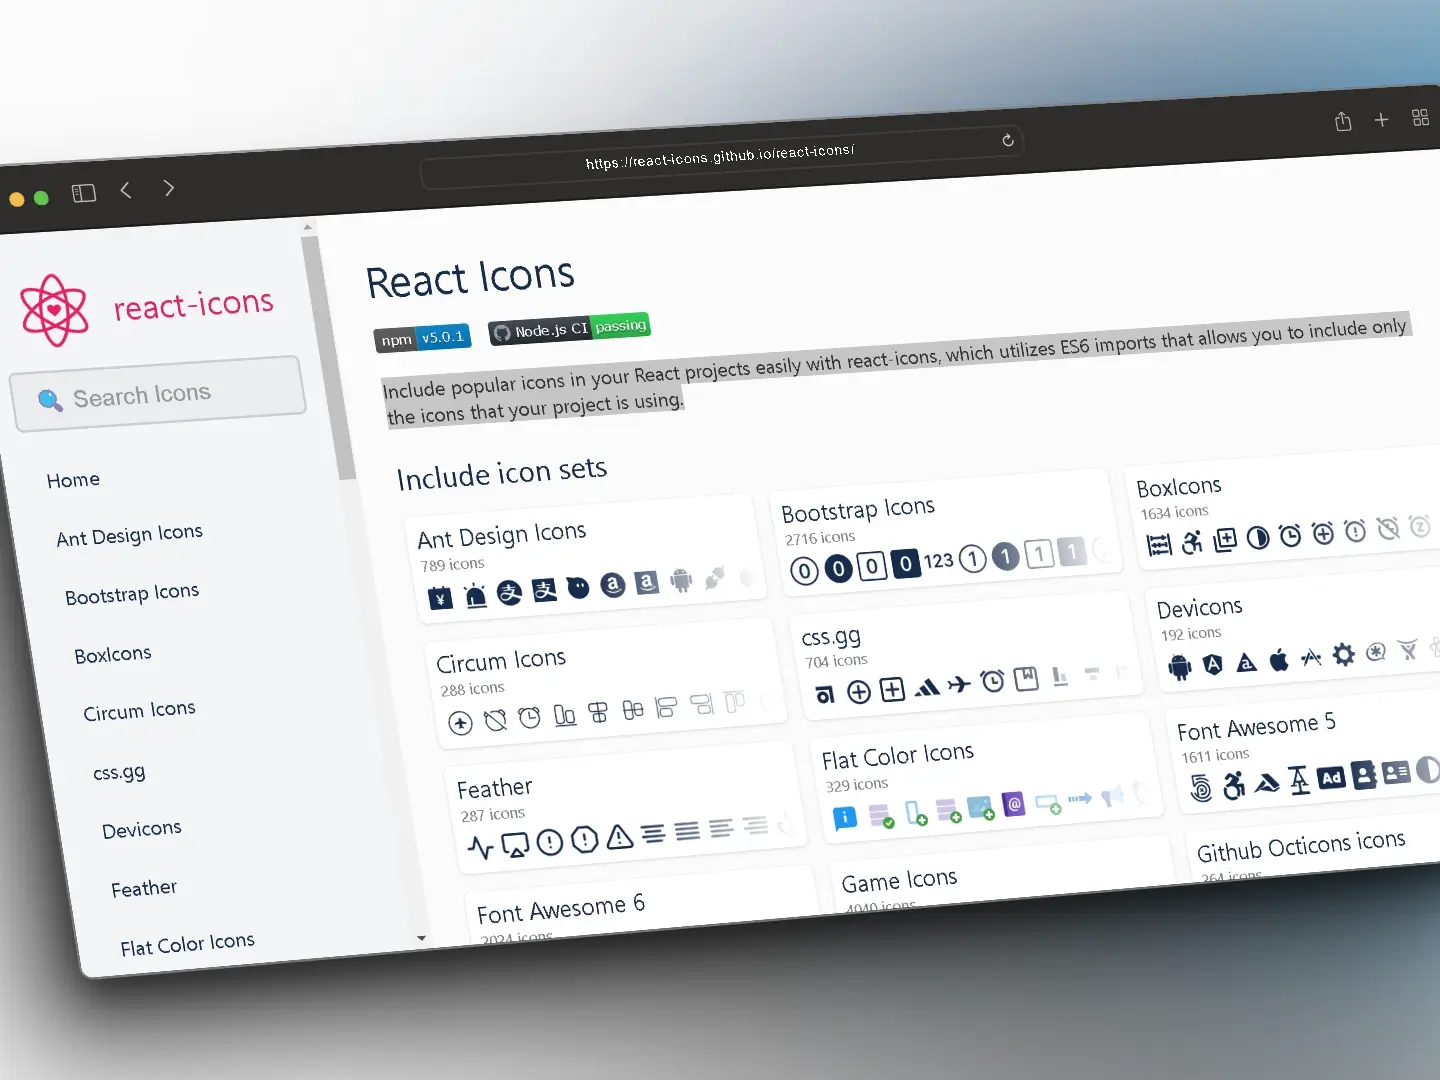 https://react-icons.github.io/react-icons/
react-icons
Search Icons
Home
Ant Design Icons
Bootstrap Icons
BoxIcons
Circum Icons
css.gg
Devicons
Feather
Flat Color Icons
React Icons
npm v5.0.1
Node.js CI passing
Include popular icons in your React projects easily with react-icons, which utilizes ES6 imports that allows you to include only
the icons that your project is using.
Include icon sets
Ant Design Icons
789 icons
Bootstrap Icons
2716 icons
123
BoxIcons
1634 icons
Circum Icons
288 icons
css.gg
704 icons
Devicons
192 icons
Feather
287 icons
Flat Color Icons
329 icons
Font Awesome 5
1611 icons
Ad
Font Awesome 6
2024 icons
Game Icons
4040 icons
Github Octicons icons
264 icons